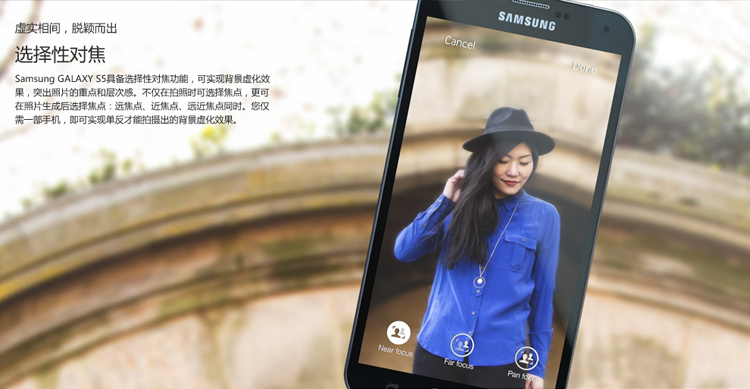 虚实相间，脱颖而出
选择性对焦
Samsung GALAXY S5具备选择性对焦功能，可实现背景虚化效
果，突出照片的重点和层次感。不仅在拍照时可选择焦点，更可
在照片生成后选择焦点：远焦点、近焦点、远近焦点同时。您仅
需一部手机，即可实现单反才能拍摄出的背景虚化效果。
SAMSUNG
Cancel
Done
Near focus
Far focus
Pan focus